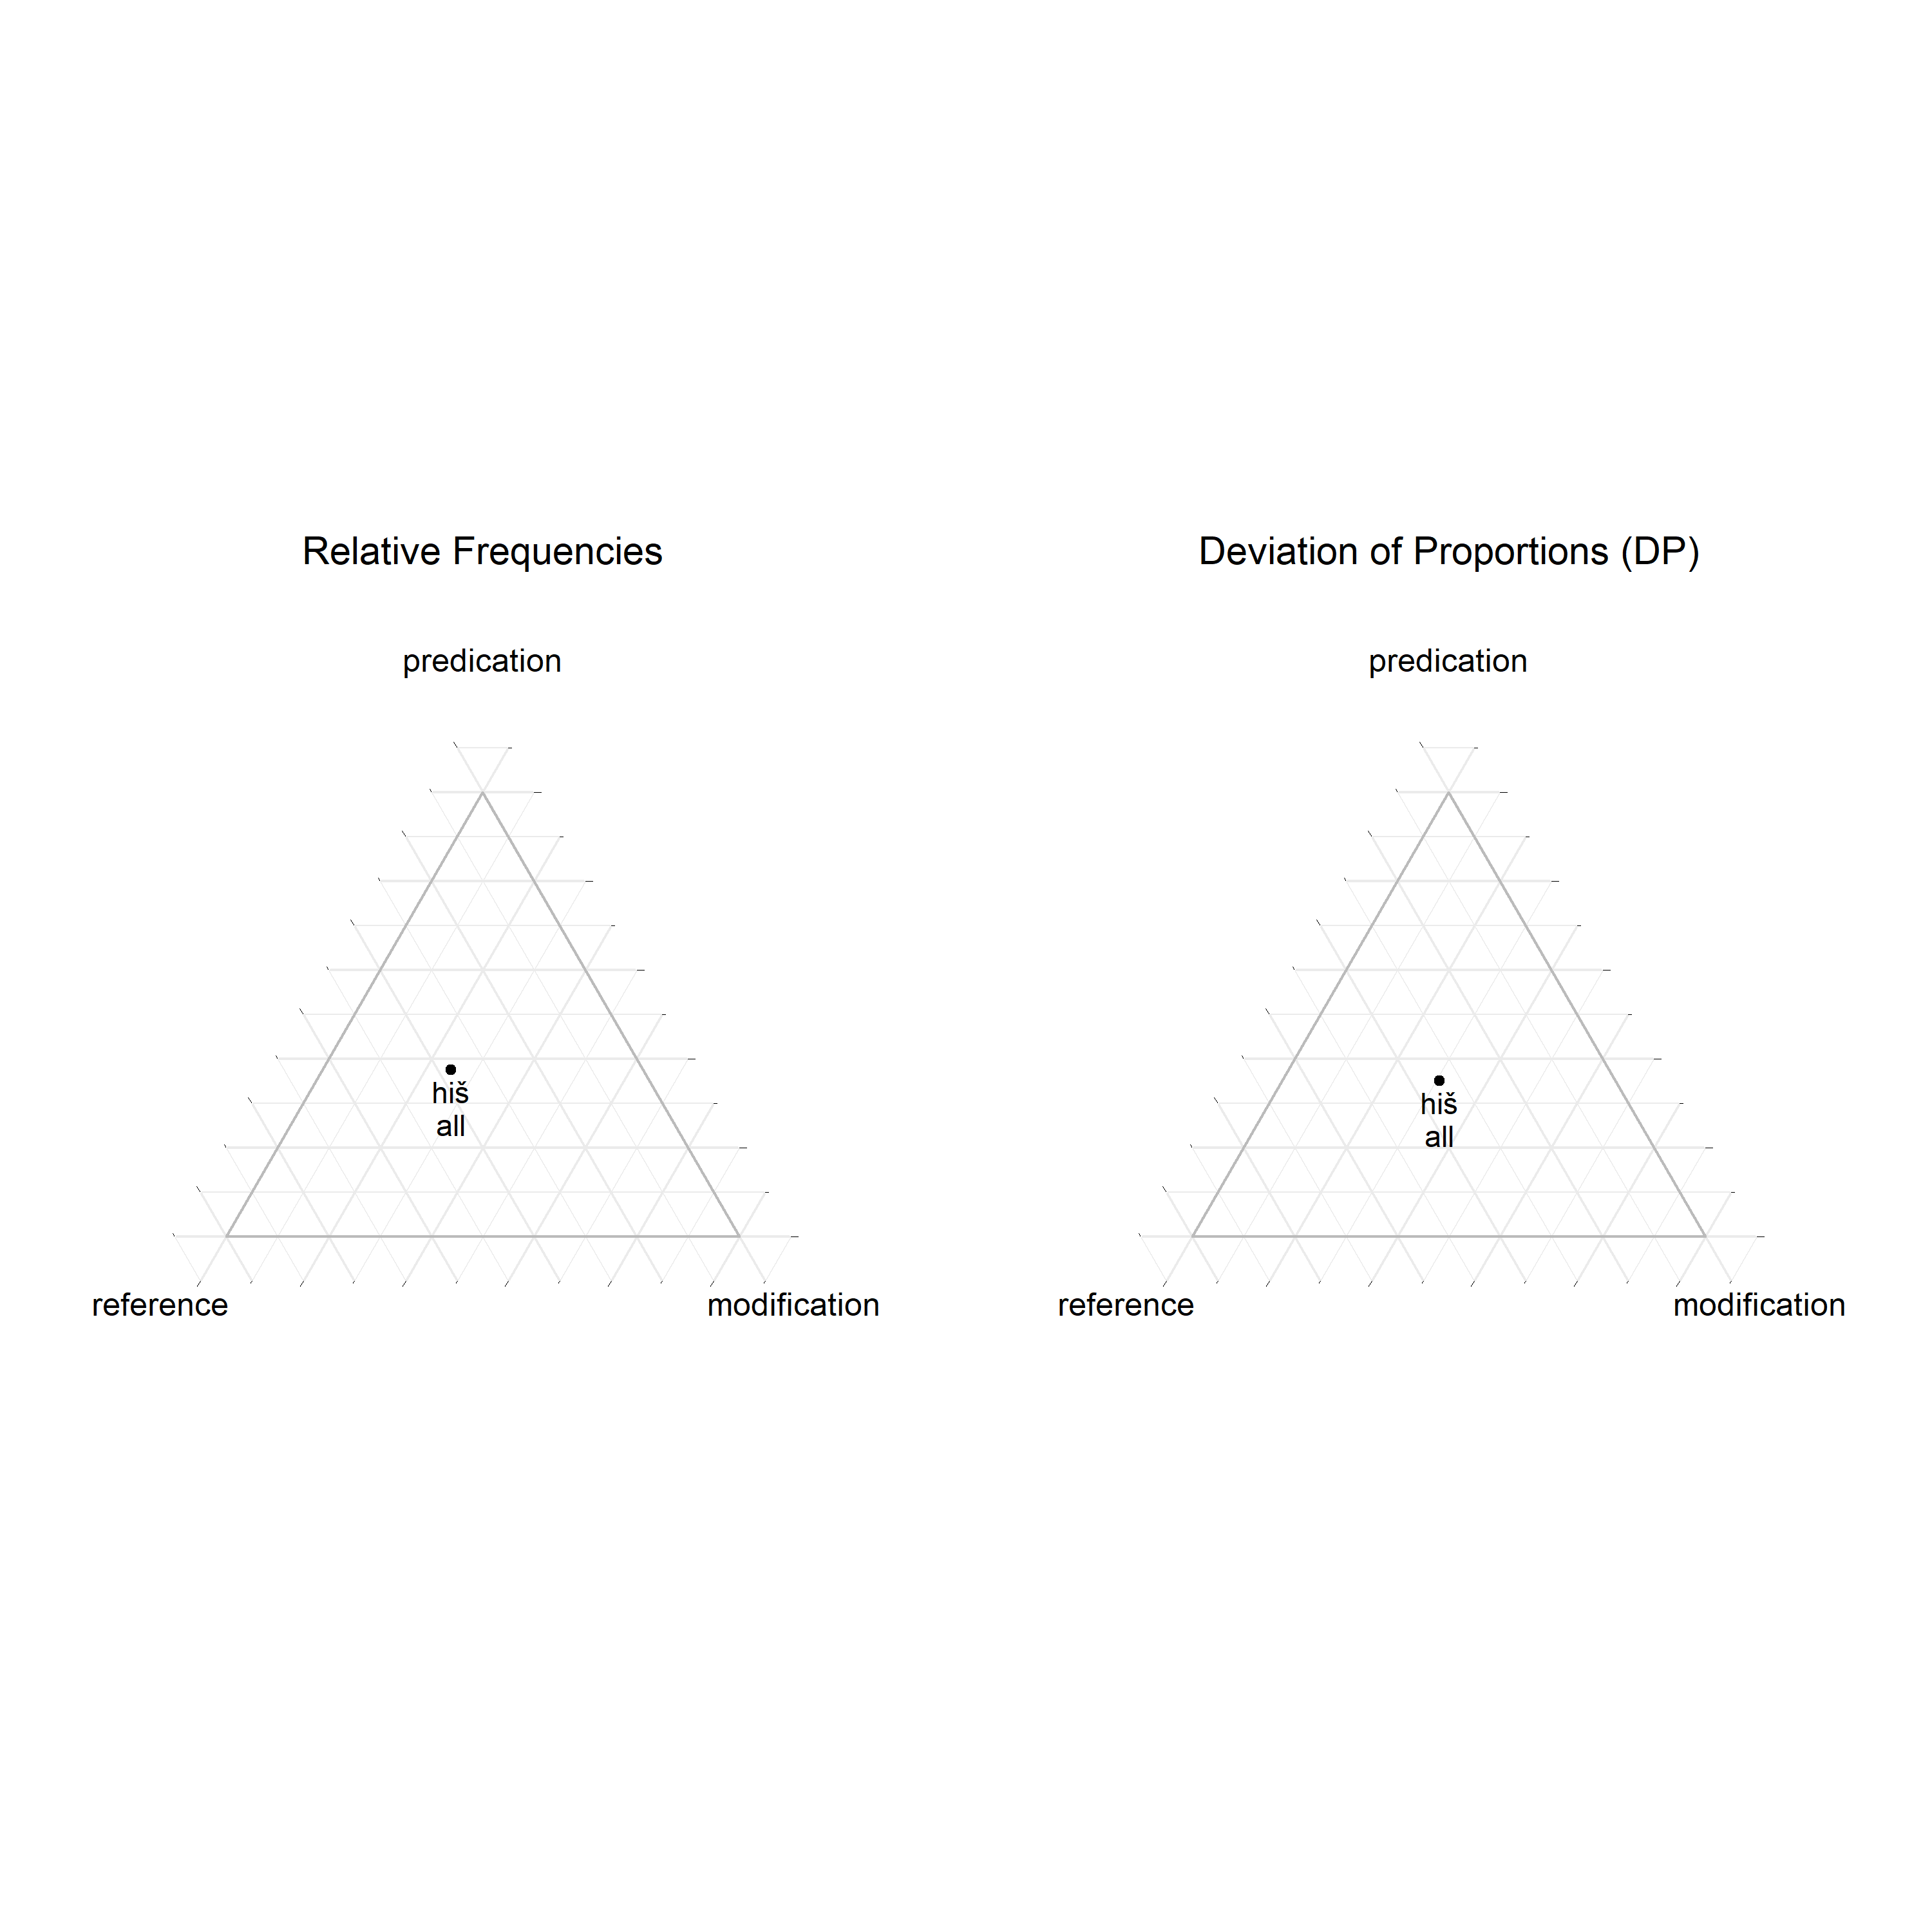 Relative Frequencies
predication
hiš
all
reference
modification
Deviation of Proportions (DP)
predication
hiš
all
reference
modification